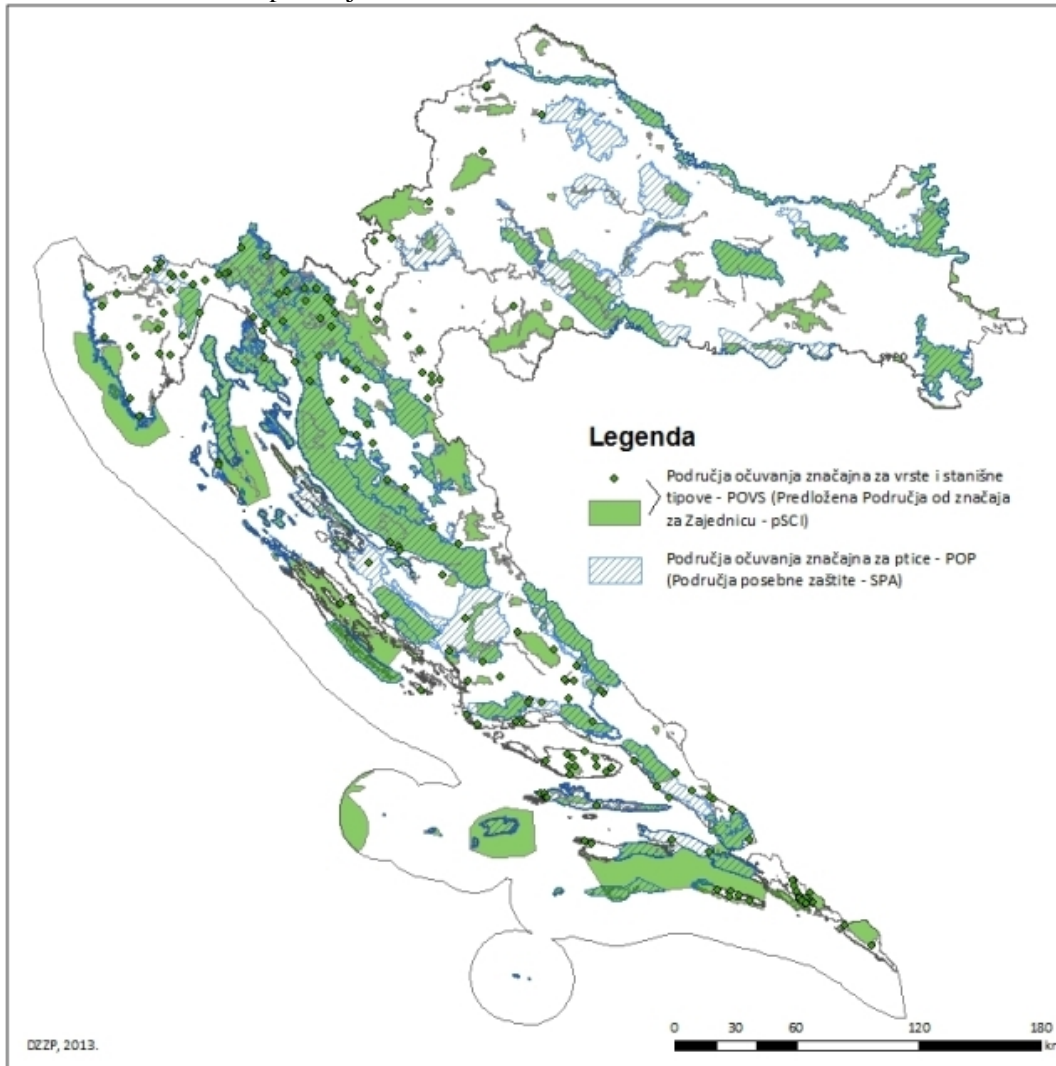 Legenda
Područja očuvanja značajna za vrste i stanišne
tipove - POVS (Predložena Područja od značaja
za Zajednicu - pSCI)
Područja očuvanja značajna za ptice - POP
(Područja posebne zaštite - SPA)
DZZP, 2013.
0 30 60 120 180
km